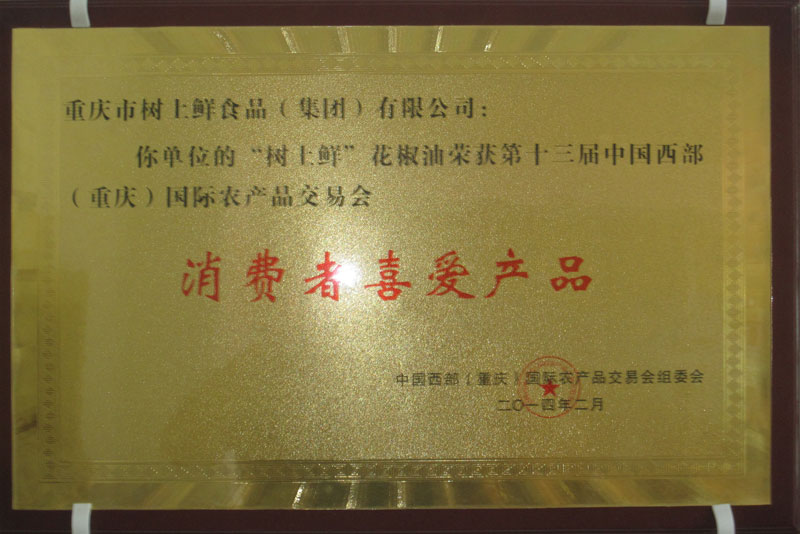 重庆市树上鲜食品（集团）有限公司：
你单位的“树上鲜”花椒油荣获第十三届中国西部
（重庆）国际农产品交易会
消费者喜爱产品
中国西部（重庆）国际农产品交易会组委会
二〇一四年二月